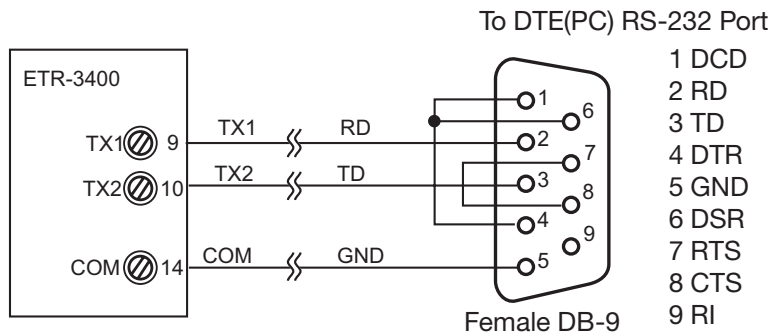 To DTE(PC) RS-232 Port
ETR-3400
TX1 9 TX1 RD
TX2 10 TX2 TD
COM 14 COM GND
1
6
2
7
3
8
4
9
5
Female DB-9
1 DCD
2 RD
3 TD
4 DTR
5 GND
6 DSR
7 RTS
8 CTS
9 RI